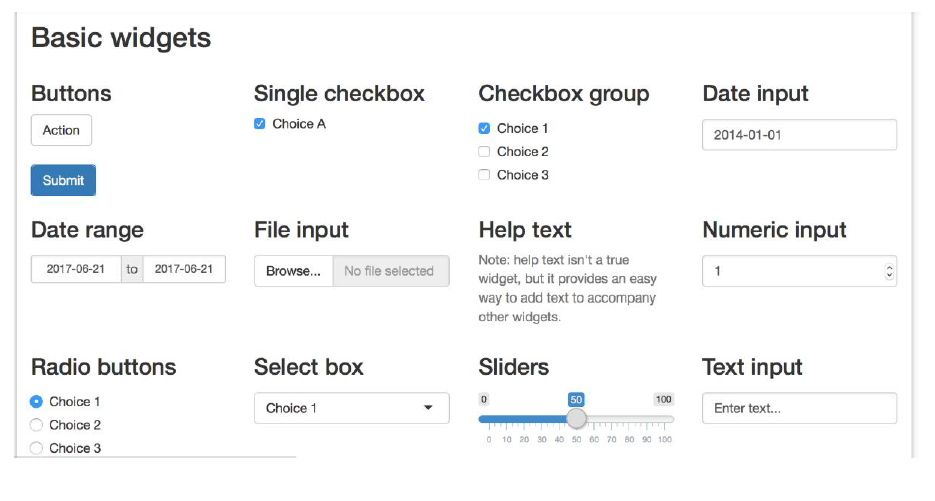 Basic widgets
Buttons
Action
Submit
Single checkbox
Choice A
Checkbox group
Choice 1
Choice 2
Choice 3
Date input
2014-01-01
Date range
2017-06-21 to 2017-06-21
File input
Browse... No file selected
Help text
Note: help text isn't a true
widget, but it provides an easy
way to add text to accompany
other widgets.
Numeric input
1
Radio buttons
Choice 1
Choice 2
Choice 3
Select box
Choice 1
Sliders
0 50 100
0 10 20 30 40 50 60 70 80 90 100
Text input
Enter text...